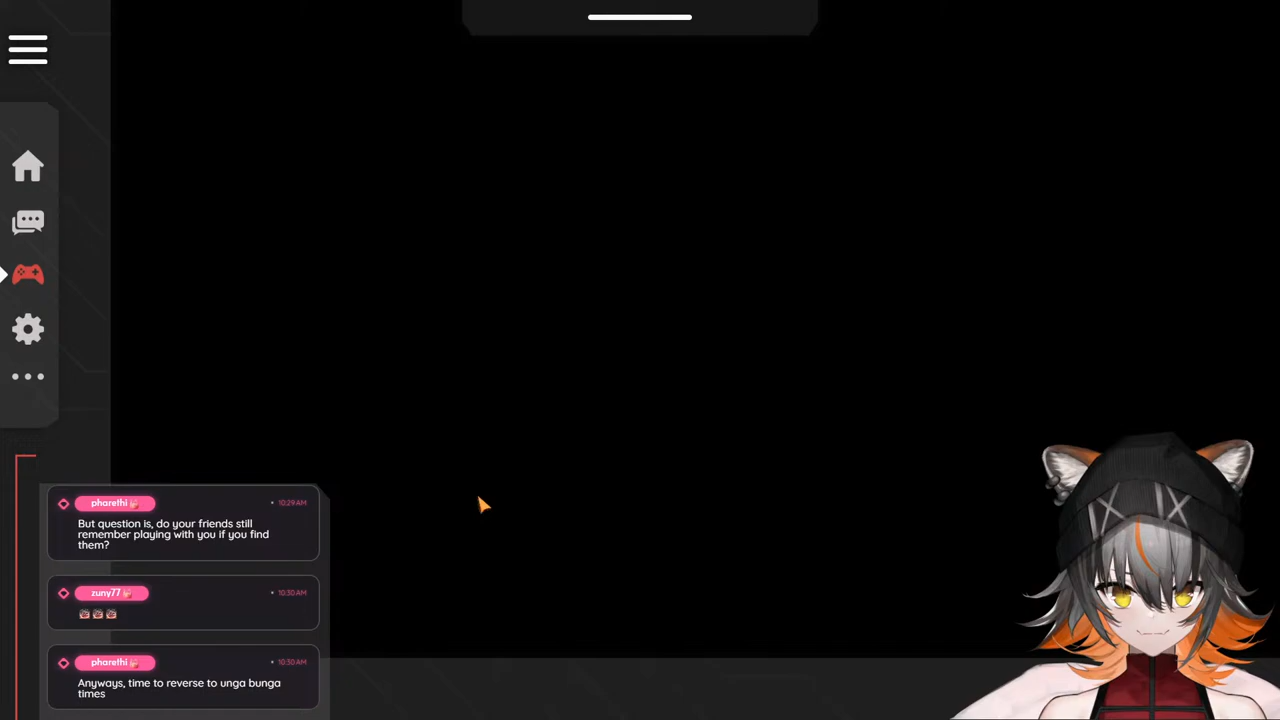 pharethi
10:29 AM
But question is, do your friends still
remember playing with you if you find
them?
zuny77
10:30 AM
pharethi
10:30 AM
Anyways, time to reverse to unga bunga
times